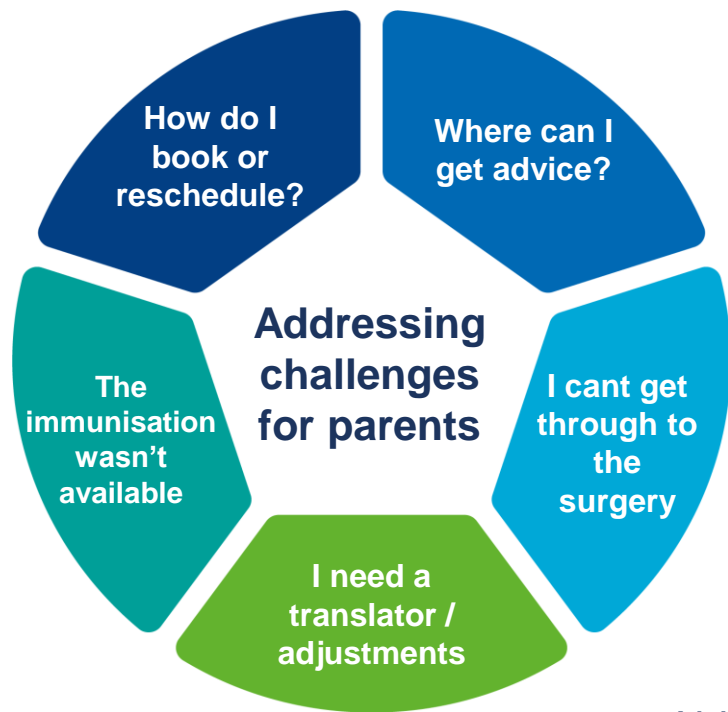 How do I
book or
reschedule?
Where can I
get advice?
Addressing
challenges
for parents
The
immunisation
wasn't
available
I cant get
through to
the
surgery
I need a
translator /
adjustments